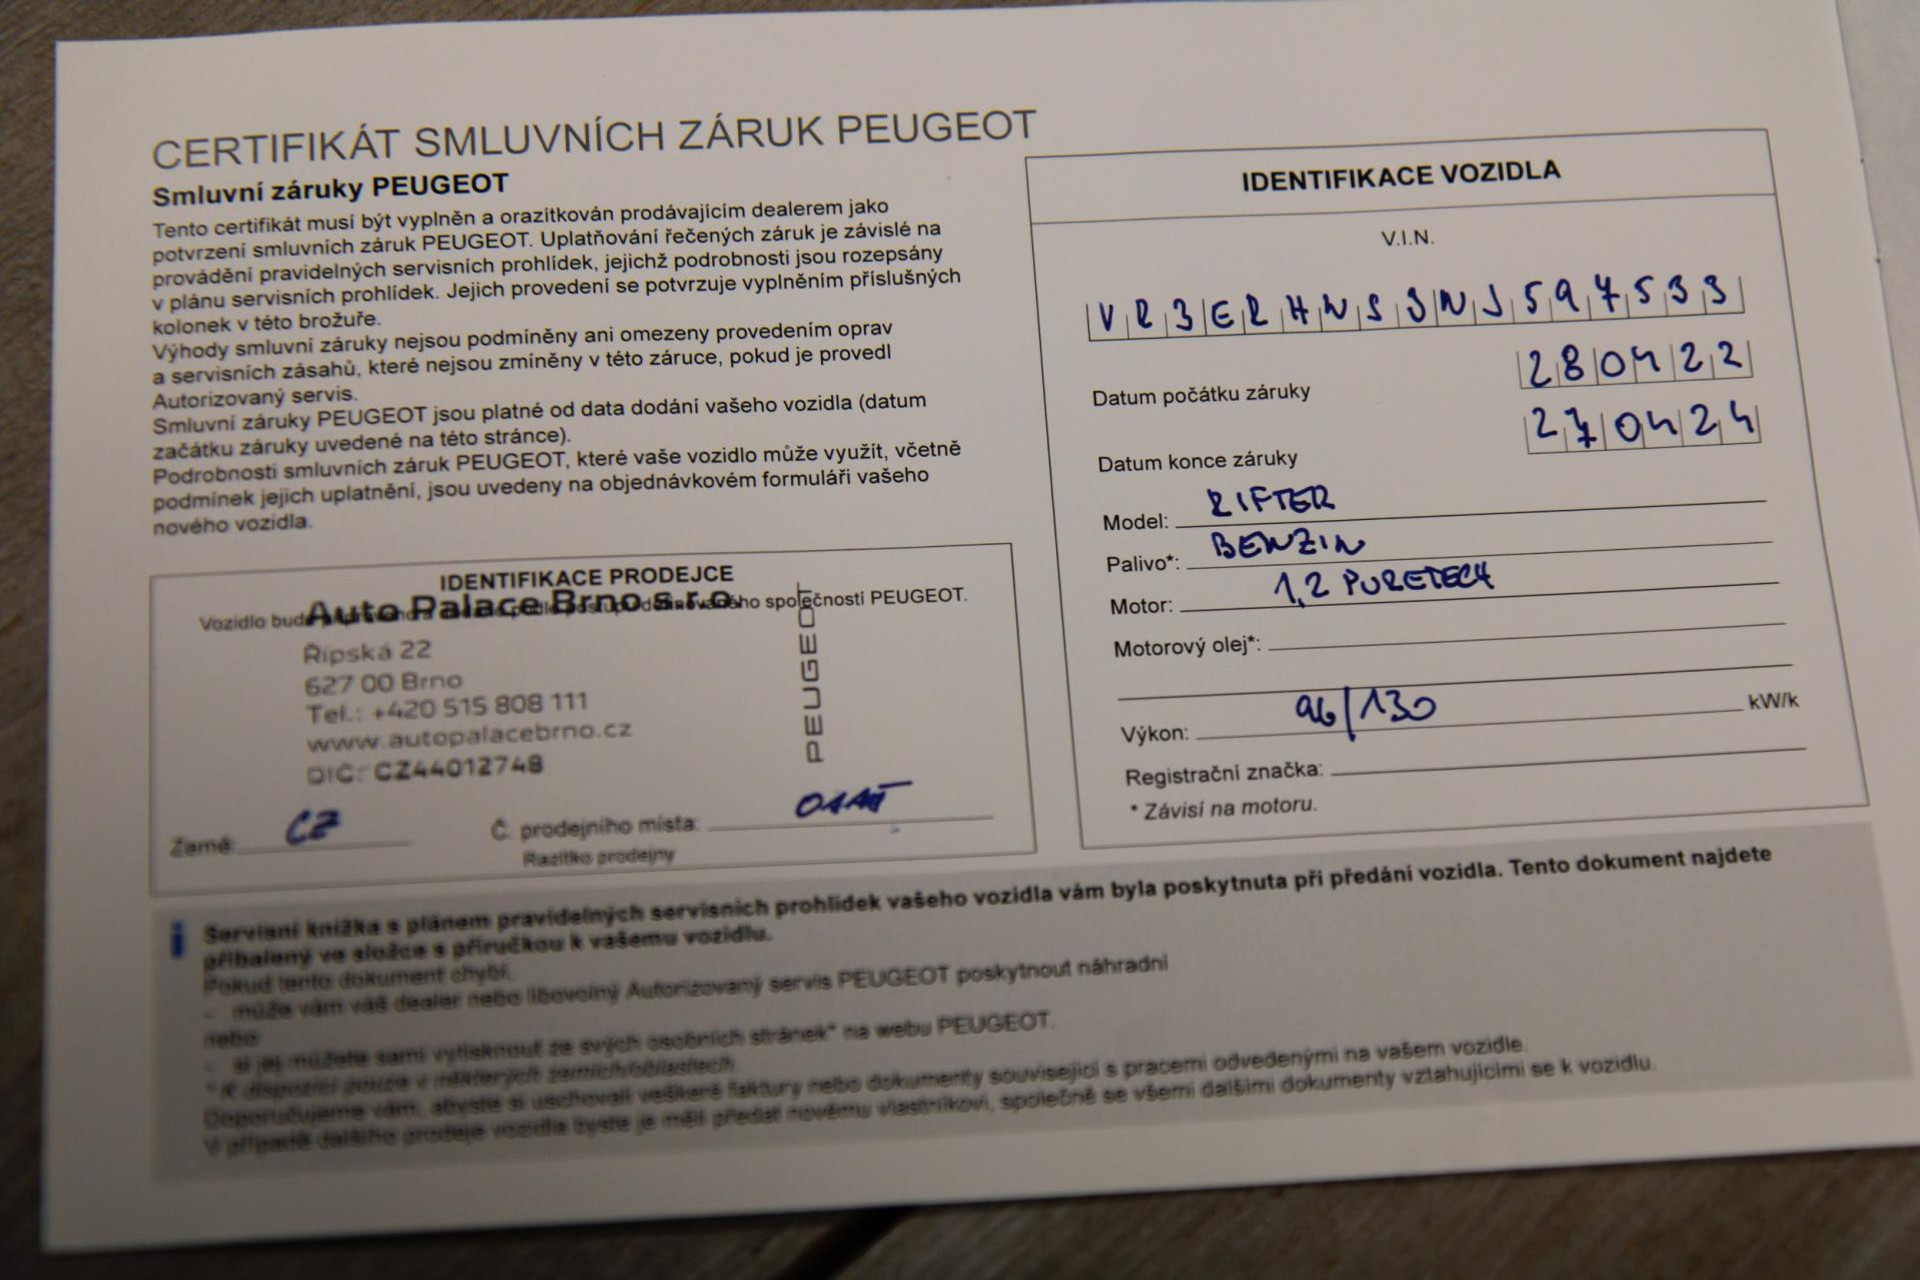 CERTIFIKÁT SMLUVNÍCH ZÁRUK PEUGEOT
Smluvní záruky PEUGEOT
Tento certifikát musí být vyplněn a orazítkován prodávajícím dealerem jako
potvrzení smluvních záruk PEUGEOT. Uplatňování řečených záruk je závislé na
provádění pravidelných servisních prohlídek, jejichž podrobnosti jsou rozepsány
v plánu servisních prohlídek. Jejich provedení se potvrzuje vyplněním příslušných
kolonek v této brožuře.
Výhody smluvní záruky nejsou podmíněny ani omezeny provedením oprav
a servisních zásahů, které nejsou zmíněny v této záruce, pokud je provedl
Autorizovaný servis.
Smluvní záruky PEUGEOT jsou platné od data dodání vašeho vozidla (datum
začátku záruky uvedené na této stránce).
Podrobnosti smluvních záruk PEUGEOT, které vaše vozidlo může využít, včetně
podmínek jejich uplatnění, jsou uvedeny na objednávkovém formuláři vašeho
nového vozidla.
IDENTIFIKACE PRODEJCE
Vozidlo bude společností PEUGEOT.
Auto Palace Brno s.r.o.
Řípská 22
627 00 Brno
Tel.: +420 515 808 111
www.autopalacebrno.cz
DIČ: CZ44012748
PEUGEOT
Země: CZ Č. prodejního místa:
Razítko prodejny
IDENTIFIKACE VOZIDLA
V.I.N.
VR3ERHNSJNJ597533
Datum počátku záruky 280422
Datum konce záruky 270424
Model: RIFTER
Palivo*: BENZIN
Motor: 1,2 PURETECH
Motorový olej*:
Výkon: 96/130 kW/k
Registrační značka:
* Závisí na motoru.
i
Servisní knížka s plánem pravidelných servisních prohlídek vašeho vozidla vám byla poskytnuta při předání vozidla. Tento dokument najdete
přibalený ve složce s příručkou k vašemu vozidlu.
Pokud tento dokument chybí,
- může vám váš dealer nebo libovolný Autorizovaný servis PEUGEOT poskytnout náhradní
nebo
- si jej můžete sami vytisknout ze svých osobních stránek* na webu PEUGEOT.
* K dispozici pouze v některých zemích/oblastech.
Doporučujeme vám, abyste si uschovali veškeré faktury nebo dokumenty související s pracemi odvedenými na vašem vozidle.
V případě dalšího prodeje vozidla byste je měli předat novému vlastníkovi, společně se všemi dalšími dokumenty vztahujícími se k vozidlu.